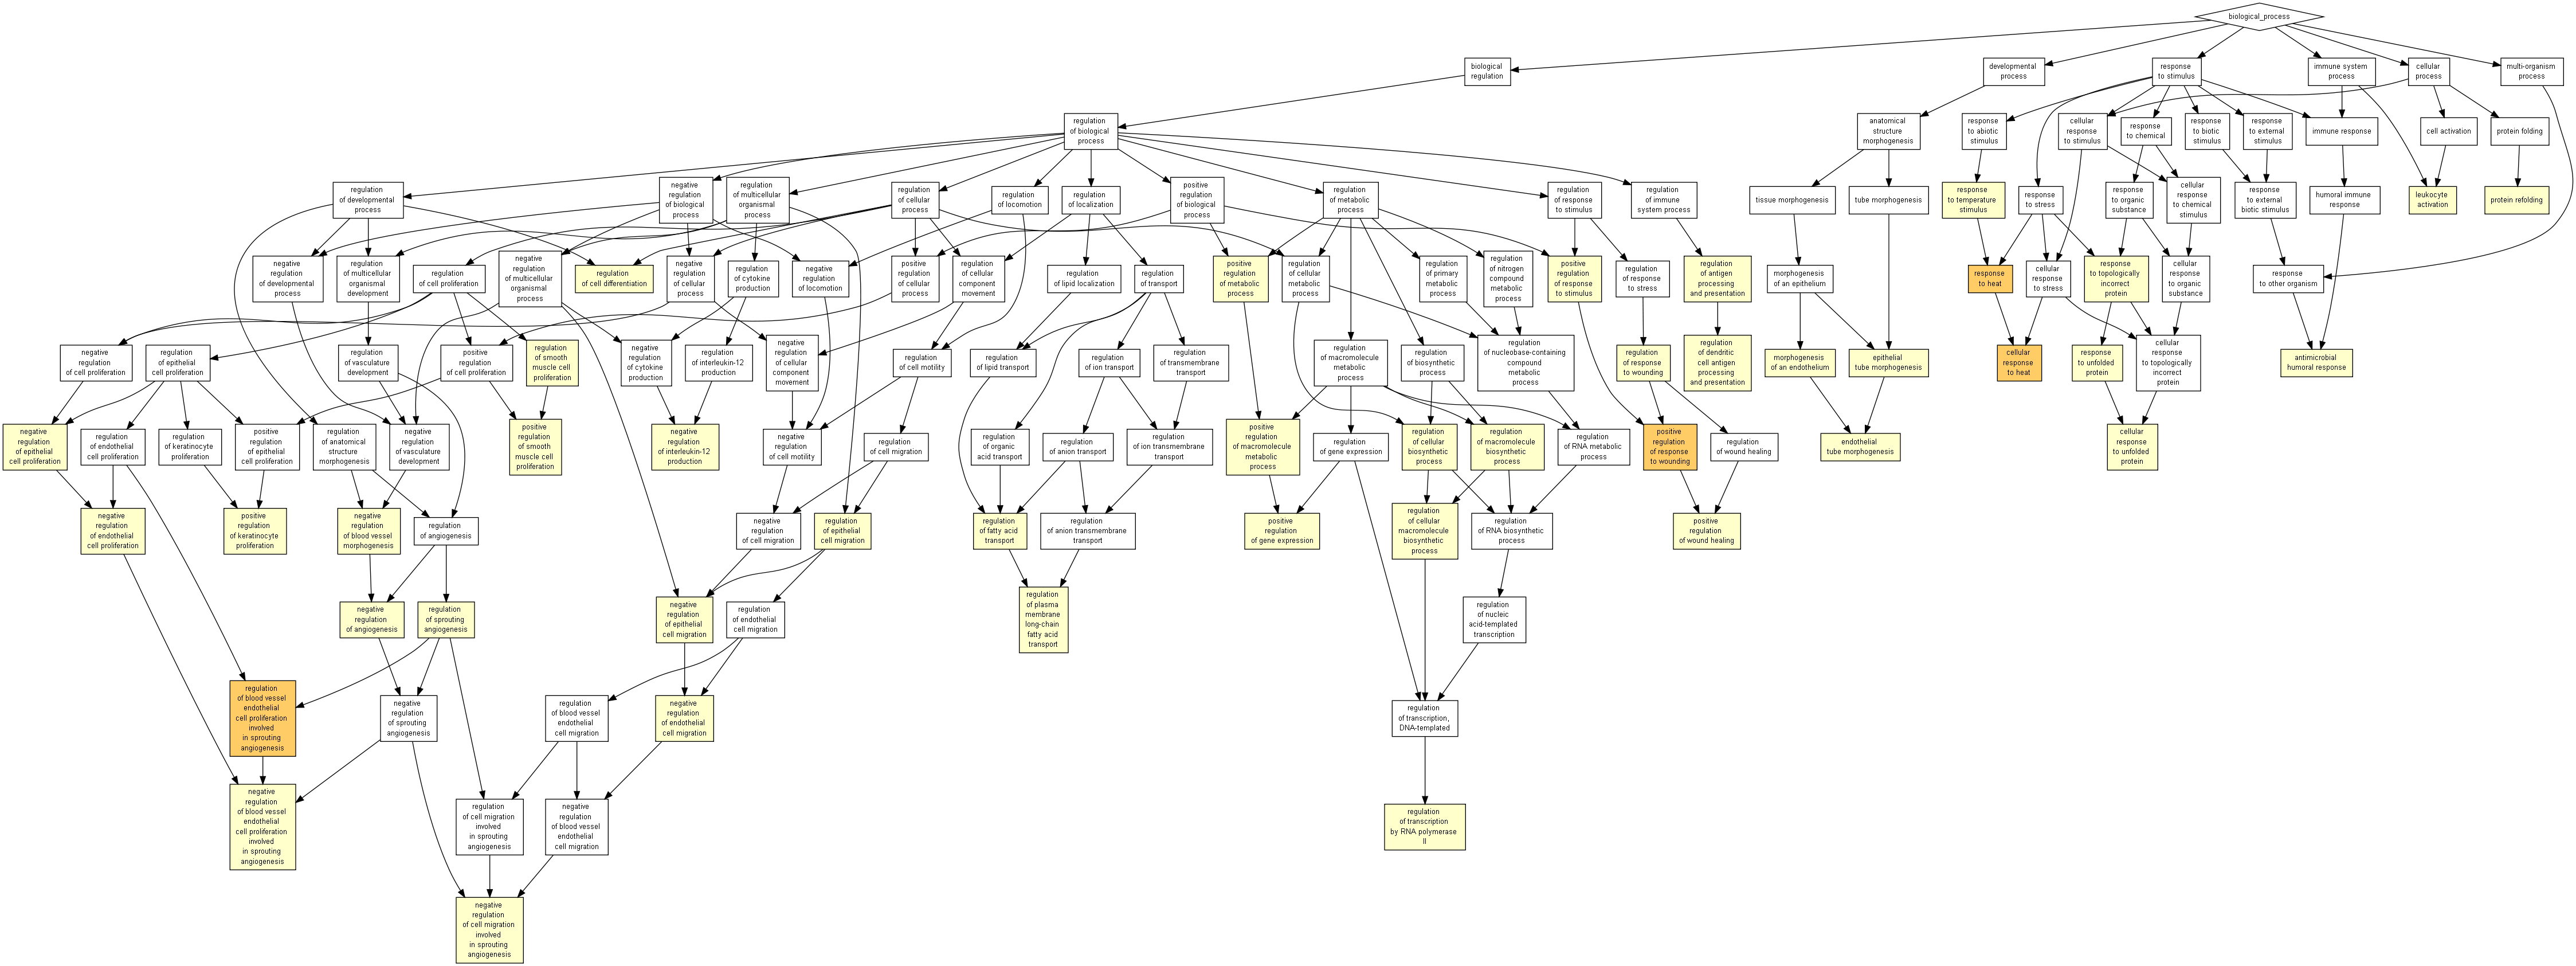 biological_process
biological
regulation
developmental
process
response
to stimulus
immune system
process
cellular
process
multi-organism
process
regulation
of biological
process
anatomical
structure
morphogenesis
response
to abiotic
stimulus
cellular
response
to stimulus
response
to chemical
response
to biotic
stimulus
response
to external
stimulus
immune response
cell activation
protein folding
regulation
of developmental
process
negative
regulation
of biological
process
regulation
of multicellular
organismal
process
regulation
of cellular
process
regulation
of locomotion
regulation
of localization
positive
regulation
of biological
process
regulation
of metabolic
process
regulation
of response
to stimulus
regulation
of immune
system process
tissue morphogenesis
tube morphogenesis
response
to temperature
stimulus
response
to stress
response
to organic
substance
cellular
response
to chemical
stimulus
response
to external
biotic stimulus
humoral immune
response
leukocyte
activation
protein refolding
negative
regulation
of developmental
process
regulation
of multicellular
organismal
development
regulation
of cell proliferation
negative
regulation
of multicellular
organismal
process
regulation
of cell differentiation
negative
regulation
of cellular
process
regulation
of cytokine
production
negative
regulation
of locomotion
positive
regulation
of cellular
process
regulation
of cellular
component
movement
regulation
of lipid localization
regulation
of transport
positive
regulation
of metabolic
process
regulation
of cellular
metabolic
process
regulation
of primary
metabolic
process
regulation
of nitrogen
compound
metabolic
process
positive
regulation
of response
to stimulus
regulation
of response
to stress
regulation
of antigen
processing
and presentation
morphogenesis
of an epithelium
response
to heat
cellular
response
to stress
response
to topologically
incorrect
protein
cellular
response
to organic
substance
response
to other organism
negative
regulation
of cell proliferation
regulation
of epithelial
cell proliferation
regulation
of vasculature
development
positive
regulation
of cell proliferation
regulation
of smooth
muscle cell
proliferation
negative
regulation
of cytokine
production
regulation
of interleukin-12
production
negative
regulation
of cellular
component
movement
regulation
of cell motility
regulation
of lipid transport
regulation
of ion transport
regulation
of transmembrane
transport
regulation
of macromolecule
metabolic
process
regulation
of biosynthetic
process
regulation
of nucleobase-containing
compound
metabolic
process
regulation
of response
to wounding
regulation
of dendritic
cell antigen
processing
and presentation
morphogenesis
of an endothelium
epithelial
tube morphogenesis
cellular
response
to heat
response
to unfolded
protein
cellular
response
to topologically
incorrect
protein
antimicrobial
humoral response
negative
regulation
of epithelial
cell proliferation
regulation
of endothelial
cell proliferation
regulation
of keratinocyte
proliferation
positive
regulation
of epithelial
cell proliferation
regulation
of anatomical
structure
morphogenesis
negative
regulation
of vasculature
development
positive
regulation
of smooth
muscle cell
proliferation
negative
regulation
of interleukin-12
production
negative
regulation
of cell motility
regulation
of cell migration
regulation
of organic
acid transport
regulation
of anion transport
regulation
of ion transmembrane
transport
positive
regulation
of macromolecule
metabolic
process
regulation
of gene expression
regulation
of cellular
biosynthetic
process
regulation
of macromolecule
biosynthetic
process
regulation
of RNA metabolic
process
positive
regulation
of response
to wounding
regulation
of wound healing
endothelial
tube morphogenesis
cellular
response
to unfolded
protein
negative
regulation
of endothelial
cell proliferation
positive
regulation
of keratinocyte
proliferation
negative
regulation
of blood vessel
morphogenesis
regulation
of angiogenesis
negative
regulation
of cell migration
regulation
of epithelial
cell migration
regulation
of fatty acid
transport
regulation
of anion transmembrane
transport
positive
regulation
of gene expression
regulation
of cellular
macromolecule
biosynthetic
process
regulation
of RNA biosynthetic
process
positive
regulation
of wound healing
negative
regulation
of angiogenesis
regulation
of sprouting
angiogenesis
negative
regulation
of epithelial
cell migration
regulation
of endothelial
cell migration
regulation
of plasma
membrane
long-chain
fatty acid
transport
regulation
of nucleic
acid-templated
transcription
regulation
of blood vessel
endothelial
cell proliferation
involved
in sprouting
angiogenesis
negative
regulation
of sprouting
angiogenesis
regulation
of blood vessel
endothelial
cell migration
negative
regulation
of endothelial
cell migration
regulation
of transcription,
DNA-templated
negative
regulation
of blood vessel
endothelial
cell proliferation
involved
in sprouting
angiogenesis
regulation
of cell migration
involved
in sprouting
angiogenesis
negative
regulation
of blood vessel
endothelial
cell migration
regulation
of transcription
by RNA polymerase
II
negative
regulation
of cell migration
involved
in sprouting
angiogenesis